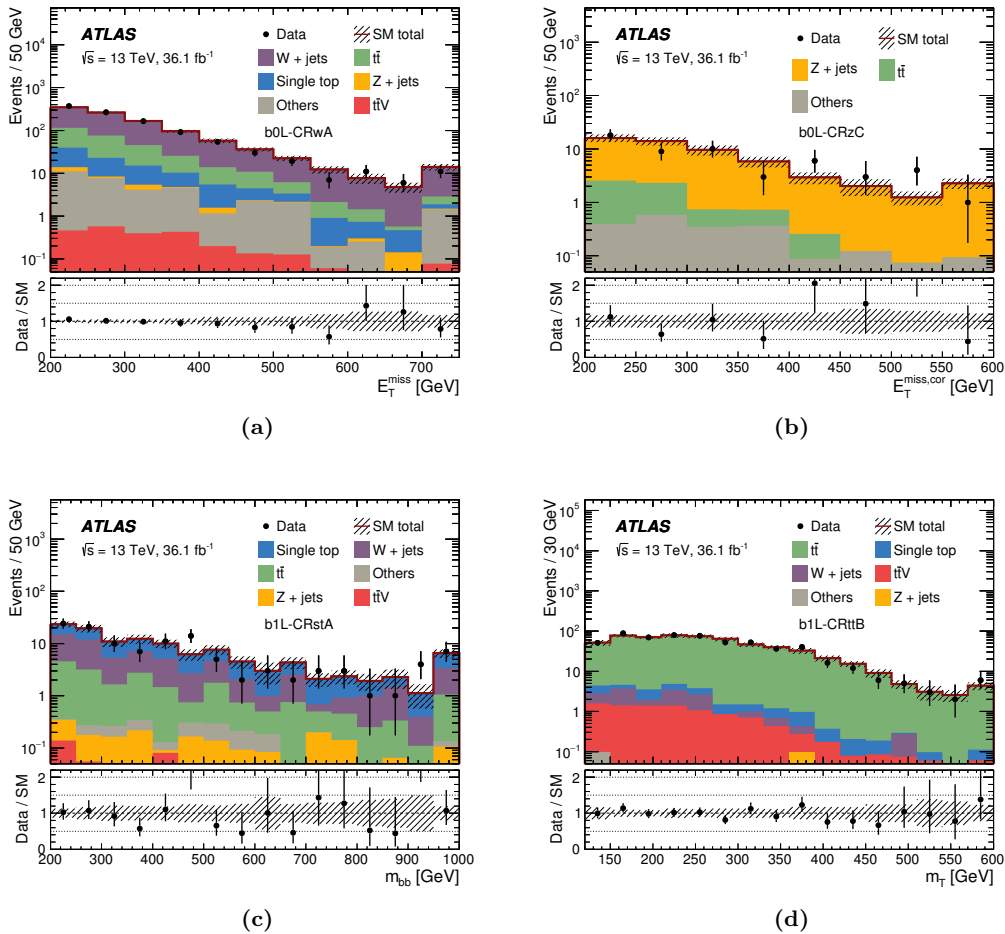 ATLAS
√s = 13 TeV, 36.1 fb⁻¹
Data
SM total
W + jets
tt̄
Single top
Z + jets
Others
tt̄V
b0L-CRwA
Events / 50 GeV
10⁴
10³
10²
10
1
10⁻¹
Data / SM
2
1
0
200 300 400 500 600 700
E_T^miss [GeV]
(a)
ATLAS
√s = 13 TeV, 36.1 fb⁻¹
Data
SM total
Z + jets
tt̄
Others
b0L-CRzC
Events / 50 GeV
10³
10²
10
1
10⁻¹
Data / SM
2
1
0
200 250 300 350 400 450 500 550 600
E_T^miss,cor [GeV]
(b)
ATLAS
√s = 13 TeV, 36.1 fb⁻¹
Data
SM total
Single top
W + jets
tt̄
Others
Z + jets
tt̄V
b1L-CRstA
Events / 50 GeV
10³
10²
10
1
10⁻¹
Data / SM
2
1
0
200 300 400 500 600 700 800 900 1000
m_bb [GeV]
(c)
ATLAS
√s = 13 TeV, 36.1 fb⁻¹
Data
SM total
tt̄
Single top
W + jets
tt̄V
Others
Z + jets
b1L-CRttB
Events / 30 GeV
10⁵
10⁴
10³
10²
10
1
10⁻¹
Data / SM
2
1
0
150 200 250 300 350 400 450 500 550 600
m_T [GeV]
(d)